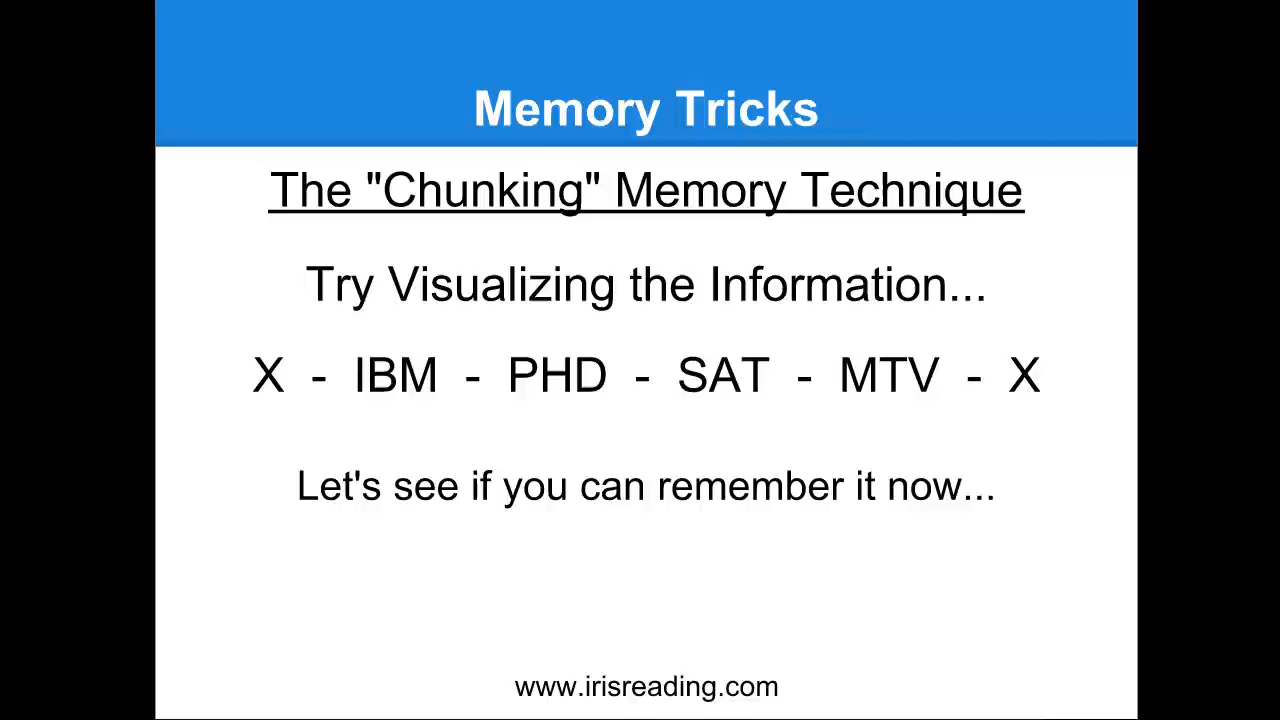 Memory Tricks
The "Chunking" Memory Technique
Try Visualizing the Information...
X - IBM - PHD - SAT - MTV - X
Let's see if you can remember it now...
www.irisreading.com